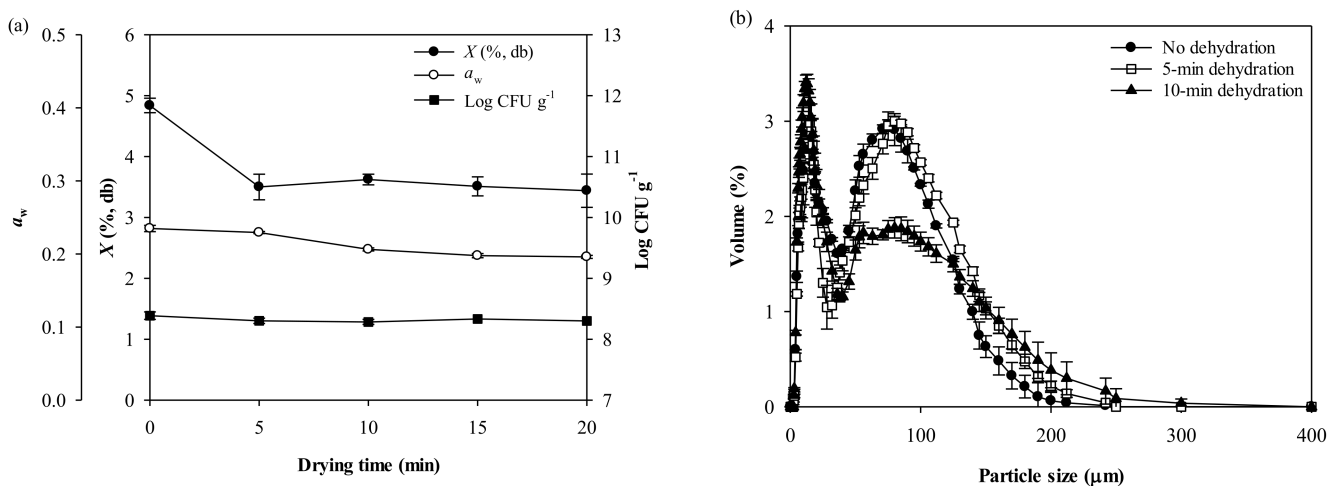 (a)
0.5
0.4
0.3
0.2
0.1
0.0
a_w
6
5
4
3
2
1
0
X (%, db)
X (%, db)
a_w
Log CFU g⁻¹
13
12
11
10
9
8
7
Log CFU g⁻¹
0 5 10 15 20
Drying time (min)
(b)
4
3
2
1
0
Volume (%)
No dehydration
5-min dehydration
10-min dehydration
0 100 200 300 400
Particle size (μm)